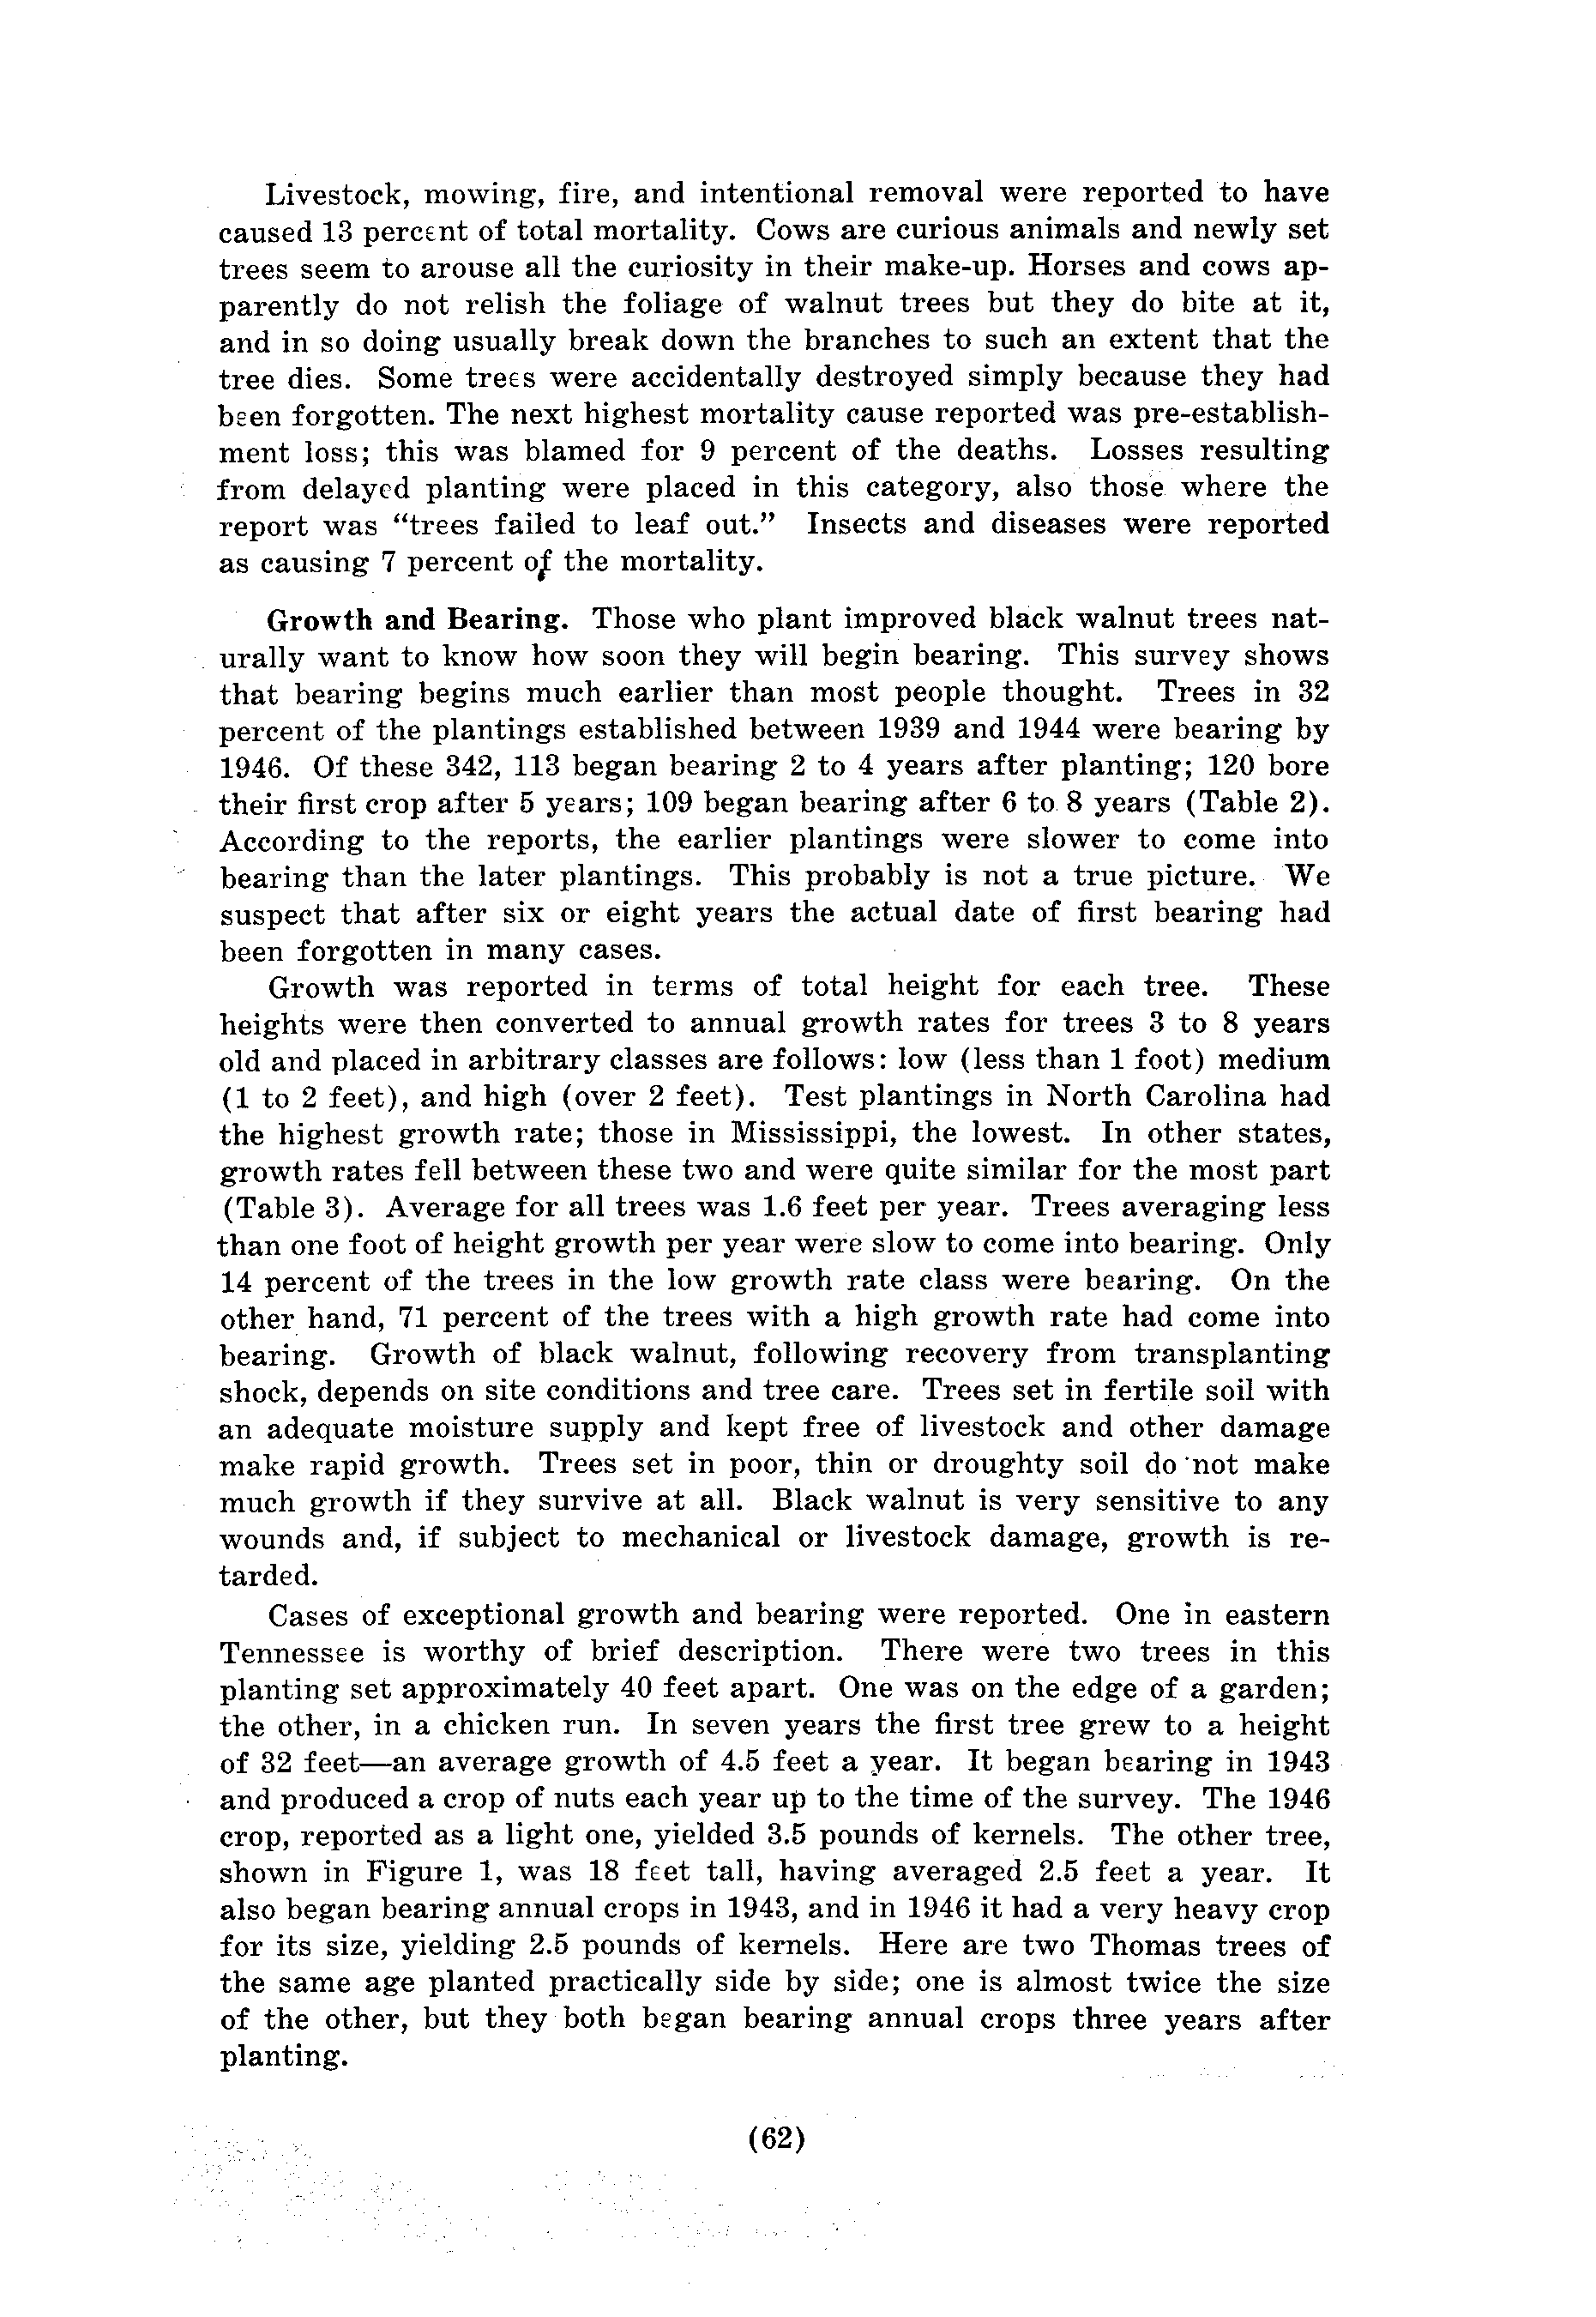 Livestock, mowing, fire, and intentional removal were reported to have
caused 13 percent of total mortality. Cows are curious animals and newly set
trees seem to arouse all the curiosity in their make-up. Horses and cows ap-
parently do not relish the foliage of walnut trees but they do bite at it,
and in so doing usually break down the branches to such an extent that the
tree dies. Some trees were accidentally destroyed simply because they had
been forgotten. The next highest mortality cause reported was pre-establish-
ment loss; this was blamed for 9 percent of the deaths. Losses resulting
from delayed planting were placed in this category, also those where the
report was “trees failed to leaf out.” Insects and diseases were reported
as causing 7 percent of the mortality.
Growth and Bearing. Those who plant improved black walnut trees nat-
urally want to know how soon they will begin bearing. This survey shows
that bearing begins much earlier than most people thought. Trees in 32
percent of the plantings established between 1939 and 1944 were bearing by
1946. Of these 342, 113 began bearing 2 to 4 years after planting; 120 bore
their first crop after 5 years; 109 began bearing after 6 to 8 years (Table 2).
According to the reports, the earlier plantings were slower to come into
bearing than the later plantings. This probably is not a true picture. We
suspect that after six or eight years the actual date of first bearing had
been forgotten in many cases.
Growth was reported in terms of total height for each tree. These
heights were then converted to annual growth rates for trees 3 to 8 years
old and placed in arbitrary classes are follows: low (less than 1 foot) medium
(1 to 2 feet), and high (over 2 feet). Test plantings in North Carolina had
the highest growth rate; those in Mississippi, the lowest. In other states,
growth rates fell between these two and were quite similar for the most part
(Table 3). Average for all trees was 1.6 feet per year. Trees averaging less
than one foot of height growth per year were slow to come into bearing. Only
14 percent of the trees in the low growth rate class were bearing. On the
other hand, 71 percent of the trees with a high growth rate had come into
bearing. Growth of black walnut, following recovery from transplanting
shock, depends on site conditions and tree care. Trees set in fertile soil with
an adequate moisture supply and kept free of livestock and other damage
make rapid growth. Trees set in poor, thin or droughty soil do not make
much growth if they survive at all. Black walnut is very sensitive to any
wounds and, if subject to mechanical or livestock damage, growth is re-
tarded.
Cases of exceptional growth and bearing were reported. One in eastern
Tennessee is worthy of brief description. There were two trees in this
planting set approximately 40 feet apart. One was on the edge of a garden;
the other, in a chicken run. In seven years the first tree grew to a height
of 32 feet—an average growth of 4.5 feet a year. It began bearing in 1943
and produced a crop of nuts each year up to the time of the survey. The 1946
crop, reported as a light one, yielded 3.5 pounds of kernels. The other tree,
shown in Figure 1, was 18 feet tall, having averaged 2.5 feet a year. It
also began bearing annual crops in 1943, and in 1946 it had a very heavy crop
for its size, yielding 2.5 pounds of kernels. Here are two Thomas trees of
the same age planted practically side by side; one is almost twice the size
of the other, but they both began bearing annual crops three years after
planting.
(62)